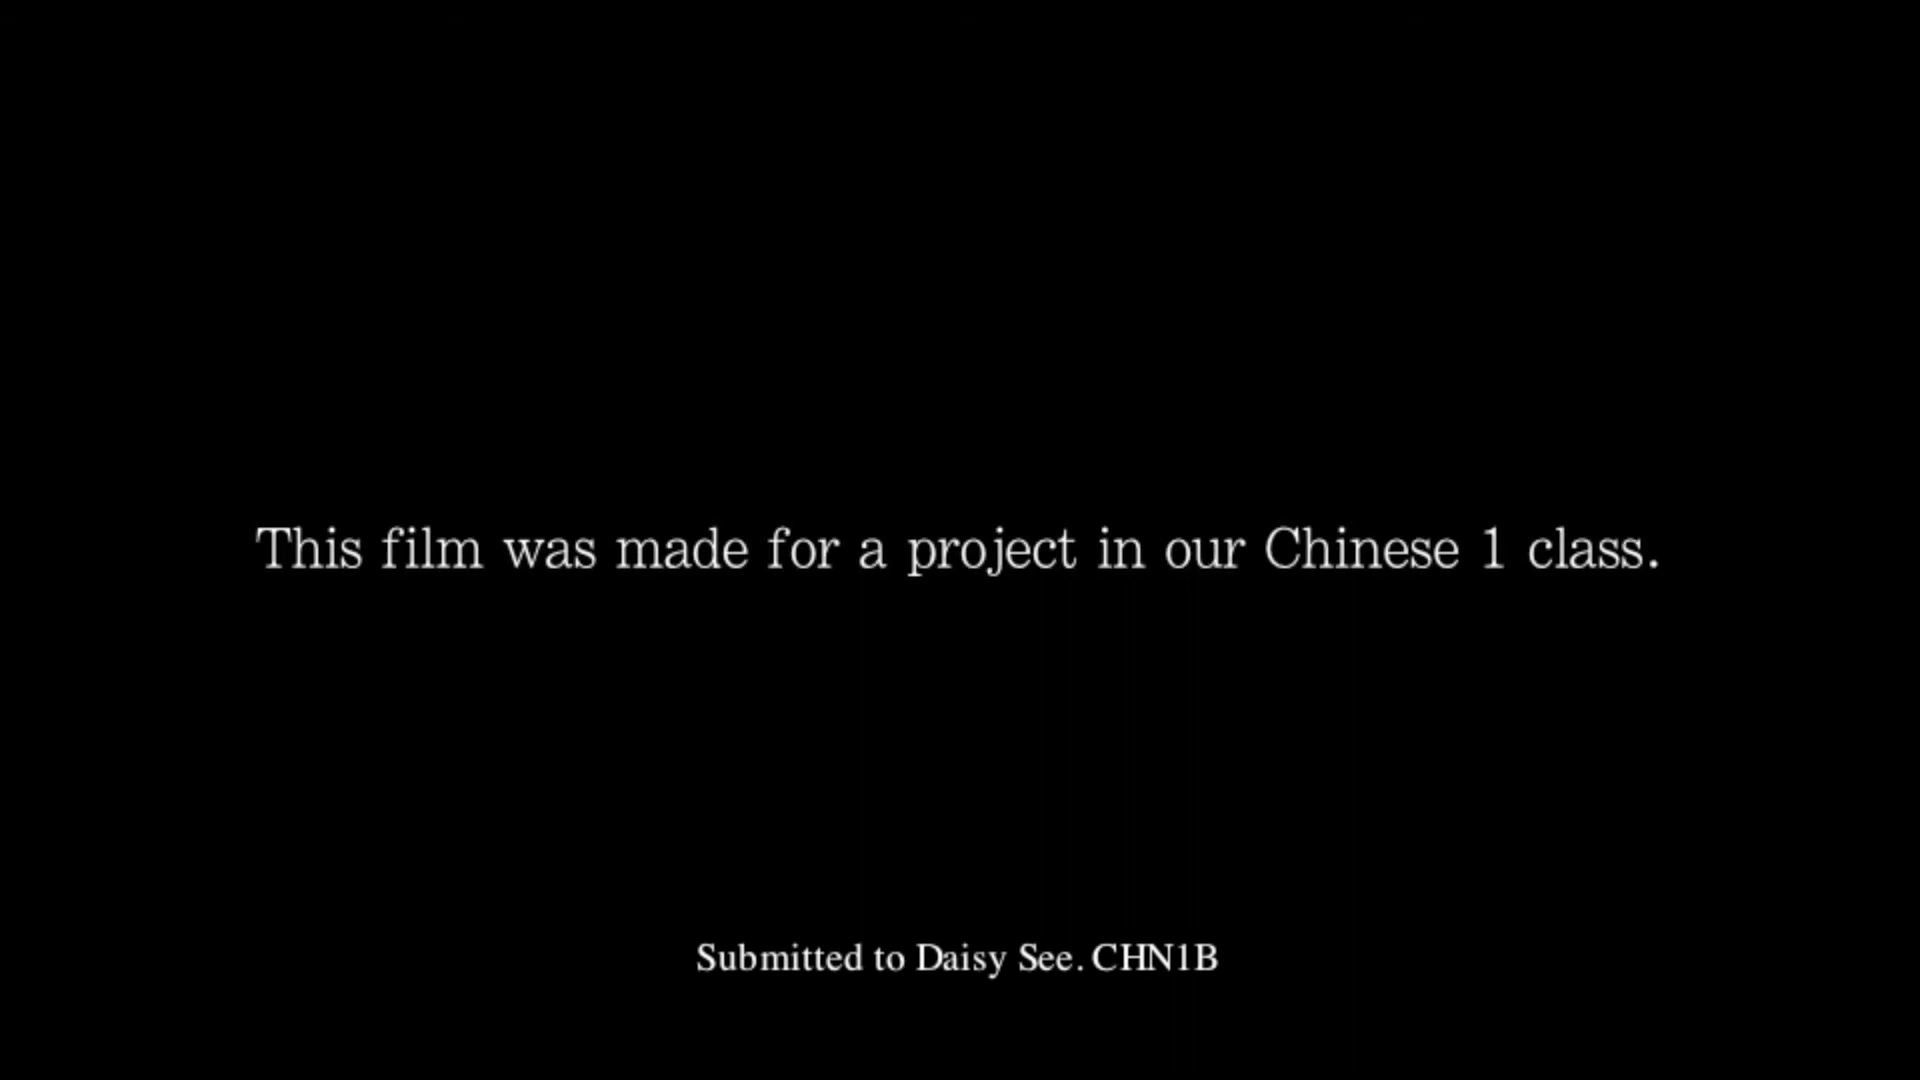 This film was made for a project in our Chinese 1 class.
Submitted to Daisy See. CHN1B